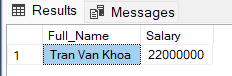 Results Messages
Full_Name Salary
1 Tran Van Khoa 22000000